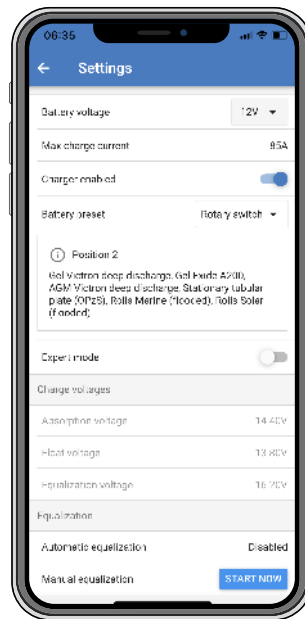 06:35
Settings
Battery voltage 12V
Max charge current 85A
Charger enabled
Battery preset Rotary switch
Position 2
Gel Victron deep discharge, Gel Exide A200,
AGM Victron deep discharge, Stationary tubular
plate (OPzS), Rolls Marine (flooded), Rolls Solar
(flooded)
Expert mode
Charge voltages
Absorption voltage 14.40V
Float voltage 13.80V
Equalization voltage 16.20V
Equalization
Automatic equalization Disabled
Manual equalization START NOW